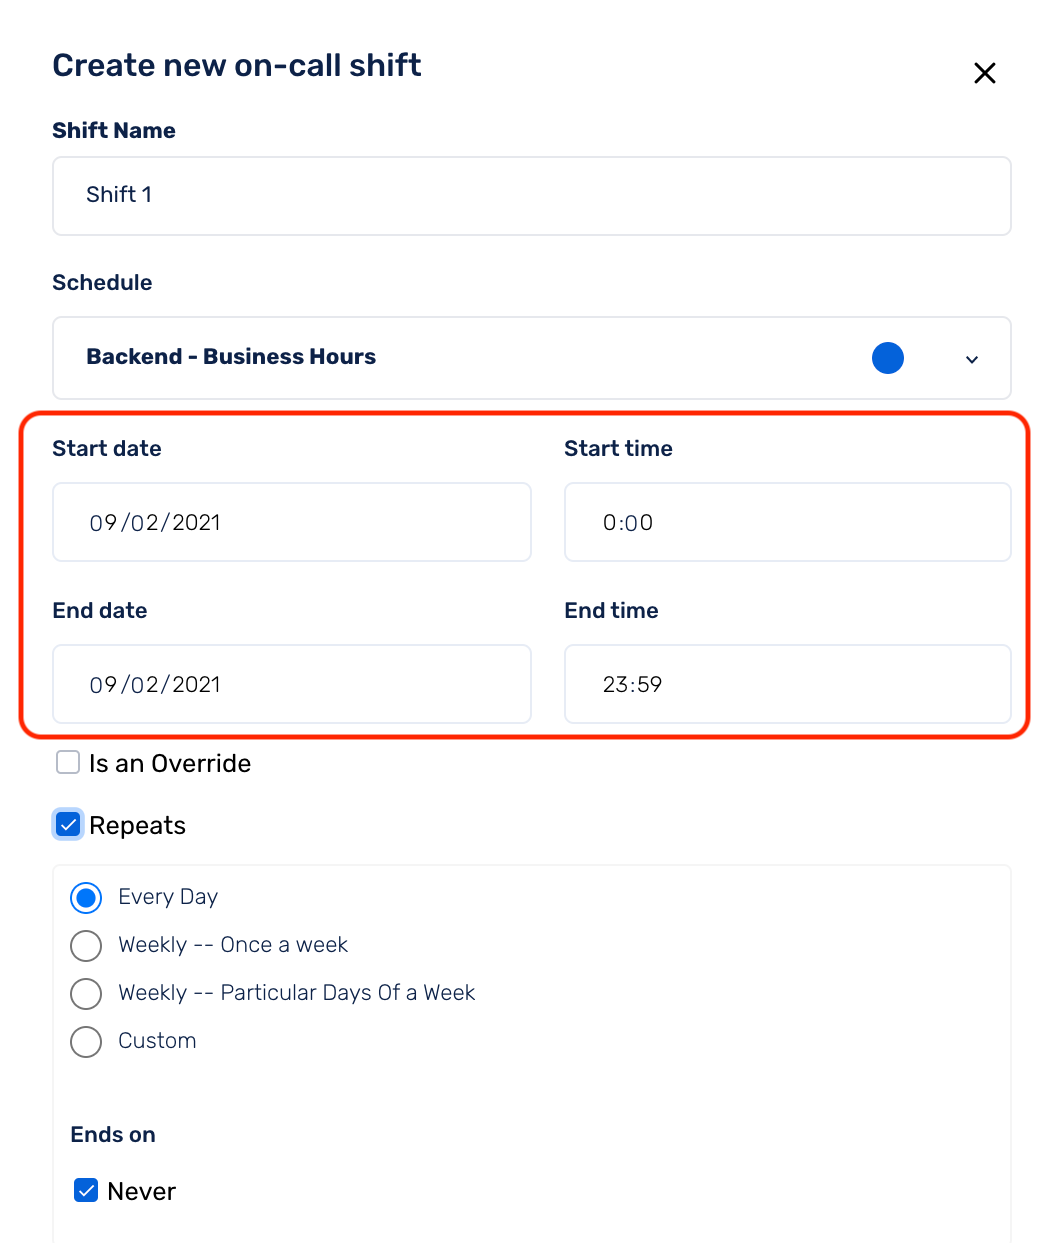 Create new on-call shift
Shift Name
Shift 1
Schedule
Backend - Business Hours
Start date
Start time
09/02/2021
0:00
End date
End time
09/02/2021
23:59
Is an Override
Repeats
Every Day
Weekly -- Once a week
Weekly -- Particular Days Of a Week
Custom
Ends on
Never